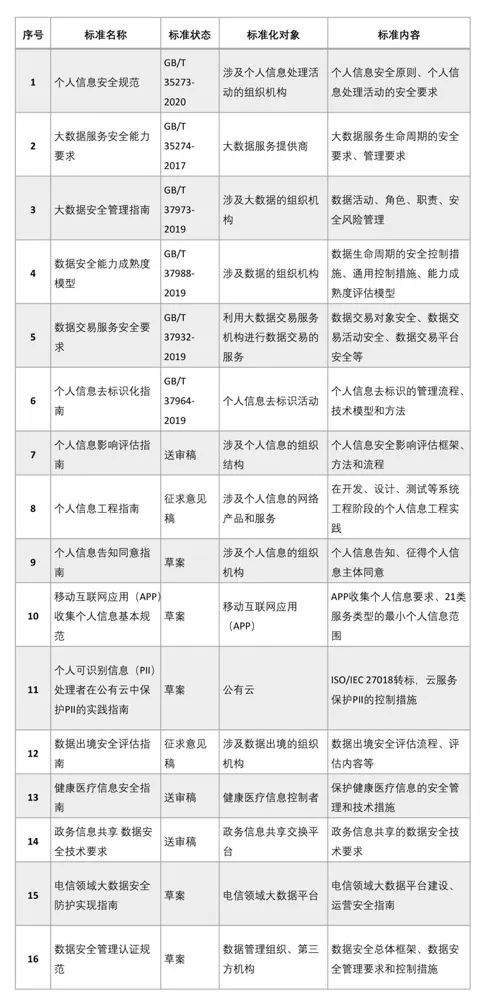 序号 标准名称 标准状态 标准化对象 标准内容
1 个人信息安全规范 GB/T 35273-2020 涉及个人信息处理活动的组织机构 个人信息安全原则、个人信息处理活动的安全要求
2 大数据服务安全能力要求 GB/T 35274-2017 大数据服务提供商 大数据服务生命周期的安全要求、管理要求
3 大数据安全管理指南 GB/T 37973-2019 涉及大数据的组织机构 数据活动、角色、职责、安全风险管理
4 数据安全能力成熟度模型 GB/T 37988-2019 涉及数据的组织机构 数据生命周期的安全控制措施、通用控制措施、能力成熟度评估模型
5 数据交易服务安全要求 GB/T 37932-2019 利用大数据交易服务机构进行数据交易的服务 数据交易对象安全、数据交易活动安全、数据交易平台安全等
6 个人信息去标识化指南 GB/T 37964-2019 个人信息去标识活动 个人信息去标识的管理流程、技术模型和方法
7 个人信息影响评估指南 送审稿 涉及个人信息的组织结构 个人信息安全影响评估框架、方法和流程
8 个人信息工程指南 征求意见稿 涉及个人信息的网络产品和服务 在开发、设计、测试等系统工程阶段的个人信息工程实践
9 个人信息告知同意指南 草案 涉及个人信息的组织机构 个人信息告知、征得个人信息主体同意
10 移动互联网应用（APP）收集个人信息基本规范 草案 移动互联网应用（APP） APP收集个人信息要求、21类服务类型的最小个人信息范围
11 个人可识别信息（PII）处理者在公有云中保护PII的实践指南 草案 公有云 ISO/IEC 27018转标，云服务保护PII的控制措施
12 数据出境安全评估指南 征求意见稿 涉及数据出境的组织机构 数据出境安全评估流程、评估内容等
13 健康医疗信息安全指南 送审稿 健康医疗信息控制者 保护健康医疗信息的安全管理和技术措施
14 政务信息共享 数据安全技术要求 送审稿 政务信息共享交换平台 政务信息共享的数据安全技术要求
15 电信领域大数据安全防护实现指南 草案 电信领域大数据平台 电信领域大数据平台建设、运营安全指南
16 数据安全管理认证规范 草案 数据管理组织、第三方机构 数据安全总体框架、数据安全管理要求和控制措施